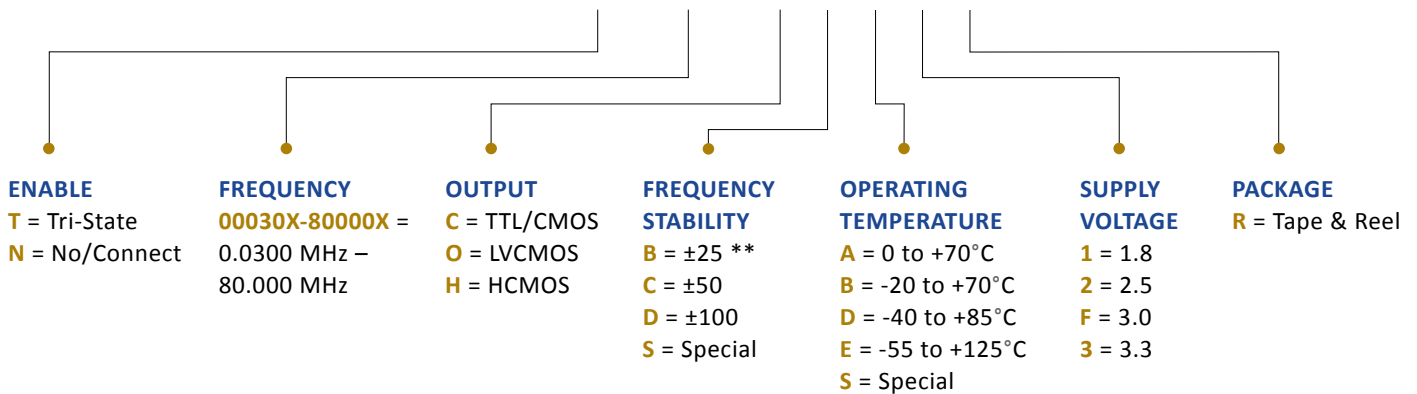 ENABLE
T = Tri-State
N = No/Connect
FREQUENCY
00030X-80000X =
0.0300 MHz –
80.000 MHz
OUTPUT
C = TTL/CMOS
O = LVCMOS
H = HCMOS
FREQUENCY
STABILITY
B = ±25 **
C = ±50
D = ±100
S = Special
OPERATING
TEMPERATURE
A = 0 to +70°C
B = -20 to +70°C
D = -40 to +85°C
E = -55 to +125°C
S = Special
SUPPLY
VOLTAGE
1 = 1.8
2 = 2.5
F = 3.0
3 = 3.3
PACKAGE
R = Tape & Reel